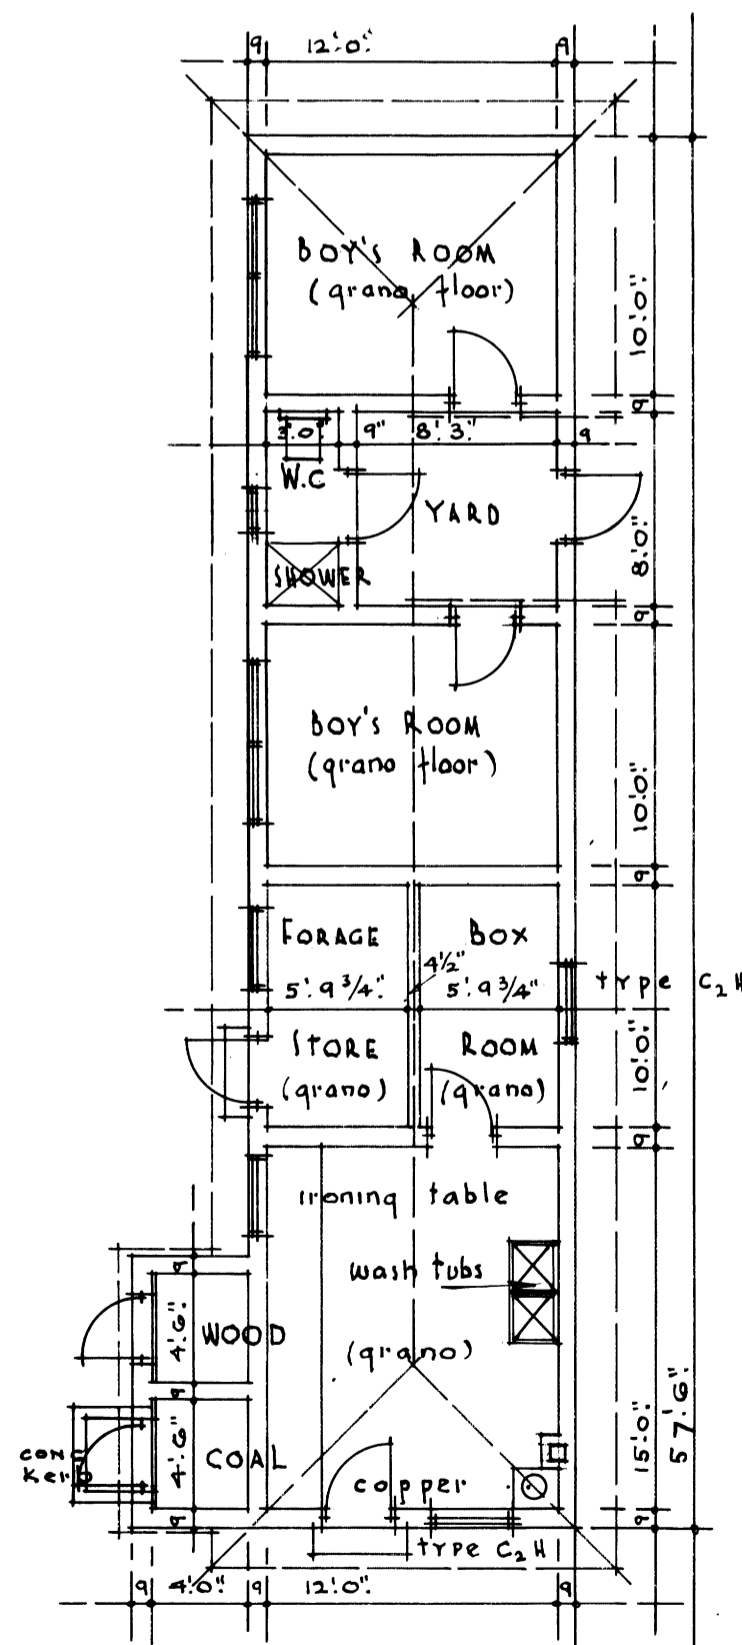 9 12'.0". 9
BOY'S ROOM
(grano floor)
10'.0".
9
3'.0". 9" 8'.3". 9
W.C
YARD
8'.0".
SHOWER
9
BOY'S ROOM
(grano floor)
10'.0".
9
FORAGE BOX
4½"
5'.9¾" 5'.9¾"
type C₂H
STORE ROOM
(grano) (grano)
10'.0".
9
ironing table
wash tubs
9
4'.6".
WOOD
(grano)
9
57'.6".
15'.0".
4'.6".
COAL
con
Kerb
copper
9
9
type C₂H
9 4'.0". 9 12'.0". 9